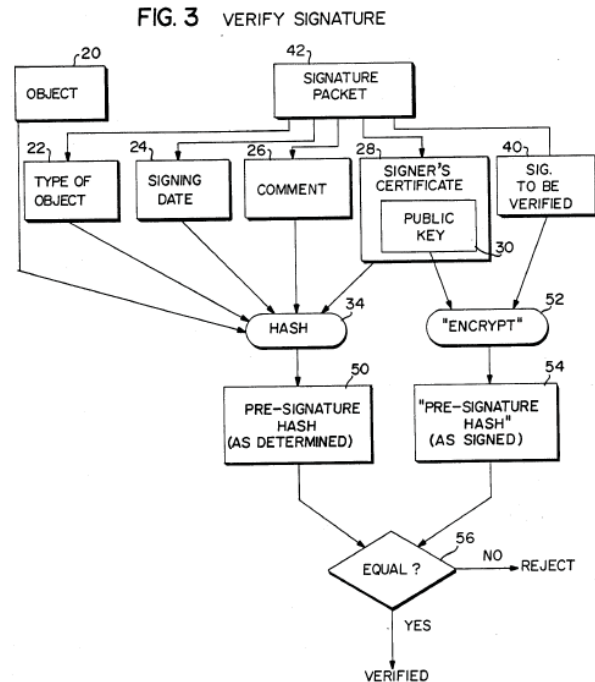 FIG. 3 VERIFY SIGNATURE
20
OBJECT
42
SIGNATURE
PACKET
22
TYPE OF
OBJECT
24
SIGNING
DATE
26
COMMENT
28
SIGNER'S
CERTIFICATE
PUBLIC
KEY
30
40
SIG.
TO BE
VERIFIED
HASH
34
"ENCRYPT"
52
50
PRE-SIGNATURE
HASH
(AS DETERMINED)
54
"PRE-SIGNATURE
HASH"
(AS SIGNED)
EQUAL ?
56
NO
REJECT
YES
VERIFIED